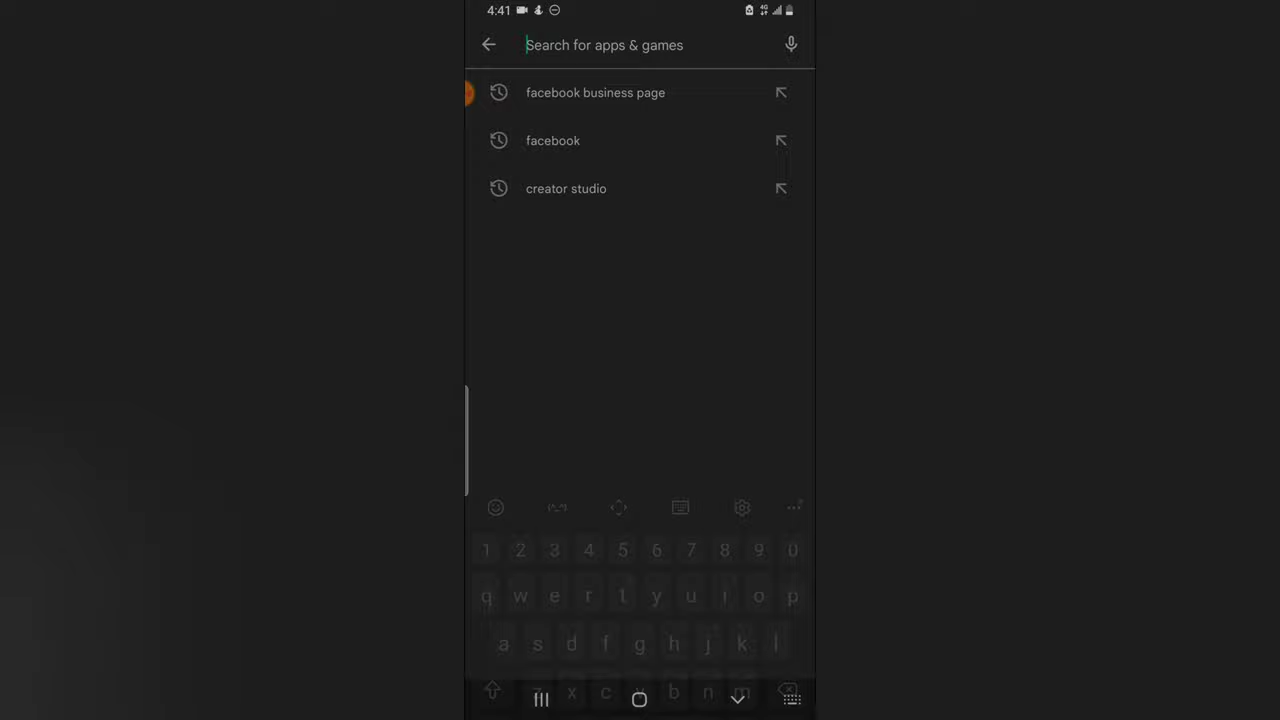 4:41 4G
Search for apps & games
facebook business page
facebook
creator studio
(^_^)
1 2 3 4 5 6 7 8 9 0
q w e r t y u i o p
a s d f g h j k l
z x c v b n m